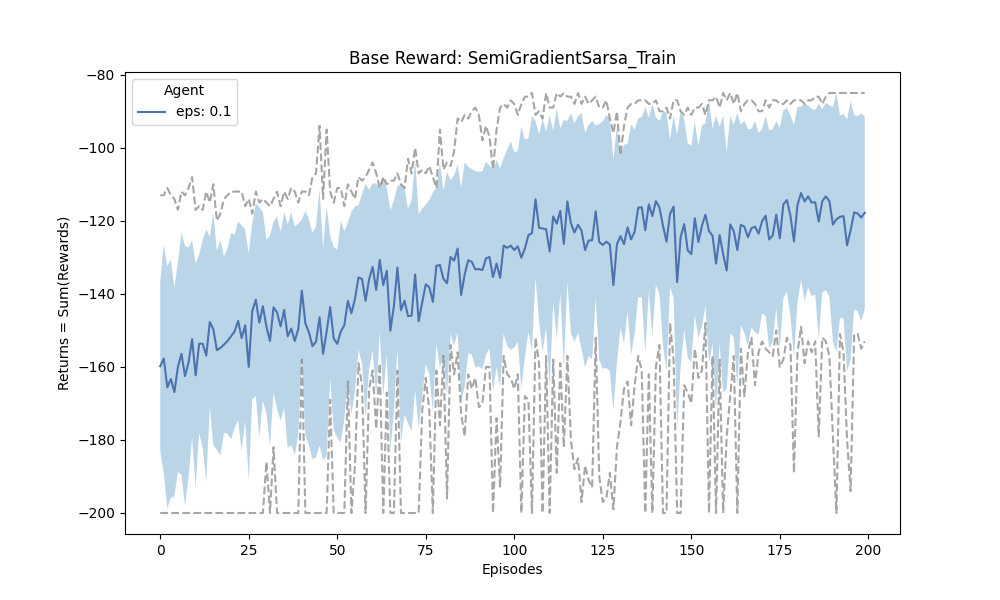 Base Reward: SemiGradientSarsa_Train
Agent
eps: 0.1
Returns = Sum(Rewards)
−80
−100
−120
−140
−160
−180
−200
0 25 50 75 100 125 150 175 200
Episodes